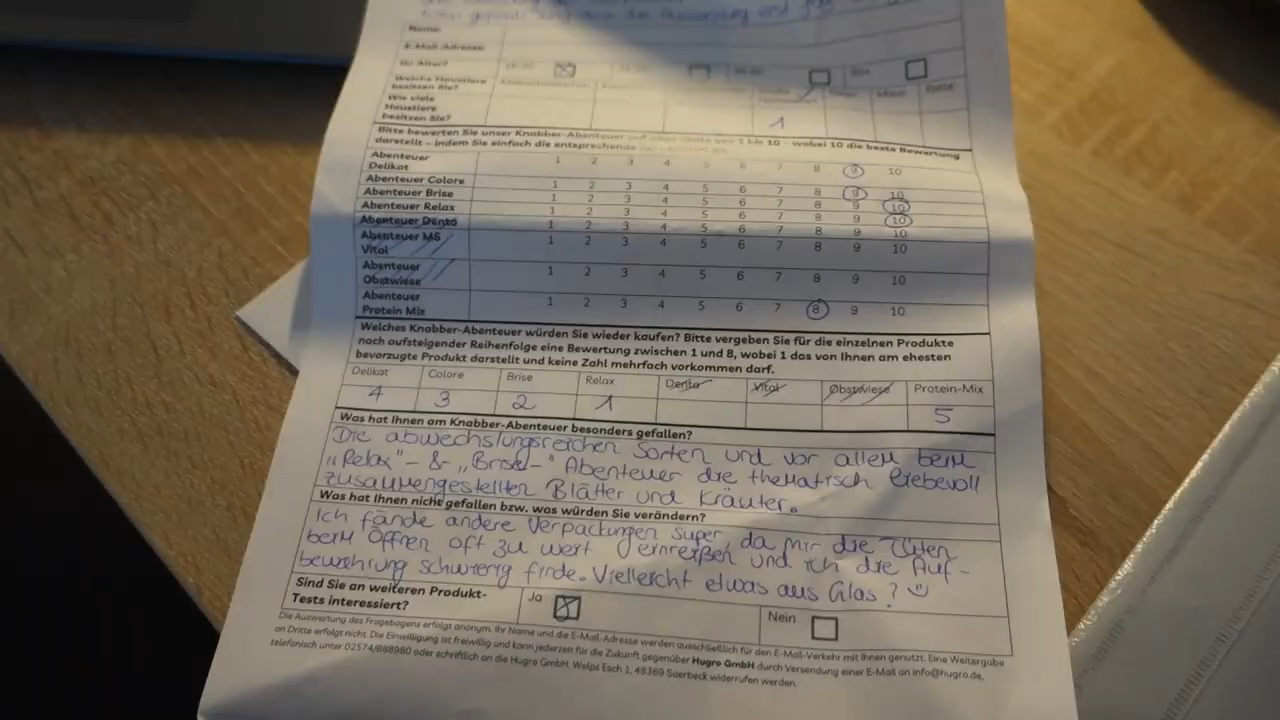 Name:
E-Mail-Adresse:
Ihr Alter?
Welche Haustiere
besitzen Sie?
Wie viele
Haustiere
besitzen Sie?
1
Bitte bewerten Sie unser Knabber-Abenteuer auf einer Skala von 1 bis 10 – wobei 10 die beste Bewertung
darstellt – indem Sie einfach die entsprechende
Abenteuer
Delikat 1 2 3 4 5 6 7 8 9 10
Abenteuer Colore 1 2 3 4 5 6 7 8 9 10
Abenteuer Brise 1 2 3 4 5 6 7 8 9 10
Abenteuer Relax 1 2 3 4 5 6 7 8 9 10
Abenteuer Dento 1 2 3 4 5 6 7 8 9 10
Abenteuer MS
Vital 1 2 3 4 5 6 7 8 9 10
Abenteuer
Obstwiese 1 2 3 4 5 6 7 8 9 10
Abenteuer
Protein Mix 1 2 3 4 5 6 7 8 9 10
Welches Knabber-Abenteuer würden Sie wieder kaufen? Bitte vergeben Sie für die einzelnen Produkte
nach aufsteigender Reihenfolge eine Bewertung zwischen 1 und 8, wobei 1 das von Ihnen am ehesten
bevorzugte Produkt darstellt und keine Zahl mehrfach vorkommen darf.
Delikat Colore Brise Relax Dento Vital Obstwiese Protein-Mix
4 3 2 1 5
Was hat Ihnen am Knabber-Abenteuer besonders gefallen?
Die abwechslungsreichen Sorten und vor allem beim
„Relax"- & „Brise-" Abenteuer die thematisch liebevoll
zusammengestellten Blätter und Kräuter.
Was hat Ihnen nicht gefallen bzw. was würden Sie verändern?
Ich fände andere Verpackungen super, da mir die Tüten
beim Öffnen oft zu weit einreißen und ich die Auf-
bewahrung schwierig finde. Vielleicht etwas aus Glas? ☺
Sind Sie an weiteren Produkt-
Tests interessiert? Ja Nein
Die Auswertung des Fragebogens erfolgt anonym. Ihr Name und die E-Mail-Adresse werden ausschließlich für den E-Mail-Verkehr mit Ihnen genutzt. Eine Weitergabe
an Dritte erfolgt nicht. Die Einwilligung ist freiwillig und kann jederzeit für die Zukunft gegenüber Hugro GmbH durch Versendung einer E-Mail an info@hugro.de,
telefonisch unter 02574/888980 oder schriftlich an die Hugro GmbH, Welps Esch 1, 48369 Saerbeck widerrufen werden.